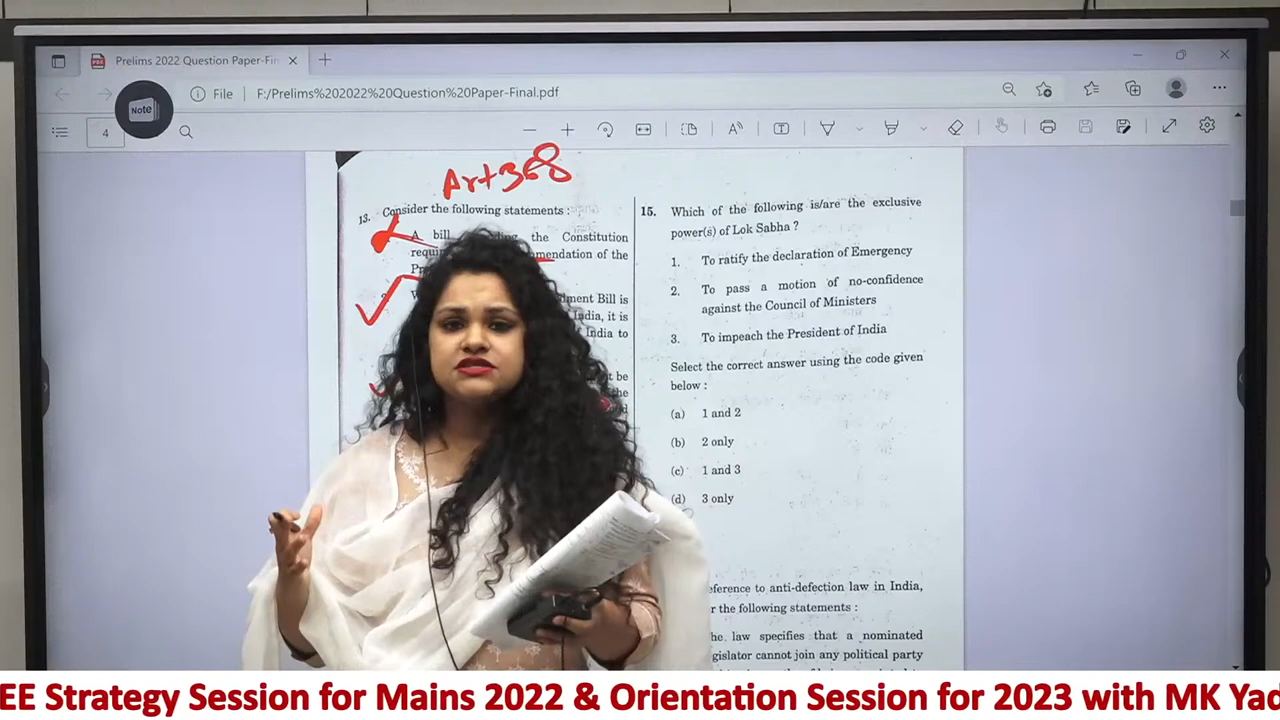 Prelims 2022 Question Paper-Fin
Note
File
F:/Prelims%202022%20Question%20Paper-Final.pdf
4
Art 368
13. Consider the following statements :
A bill the Constitution
of the
ment Bill is
India, it is
India to
be
the
15. Which of the following is/are the exclusive
power(s) of Lok Sabha ?
1. To ratify the declaration of Emergency
2. To pass a motion of no-confidence
against the Council of Ministers
3. To impeach the President of India
Select the correct answer using the code given
below :
(a) 1 and 2
(b) 2 only
(c) 1 and 3
(d) 3 only
eference to anti-defection law in India,
r the following statements :
he law specifies that a nominated
gislator cannot join any political party
EE Strategy Session for Mains 2022 & Orientation Session for 2023 with MK Yad